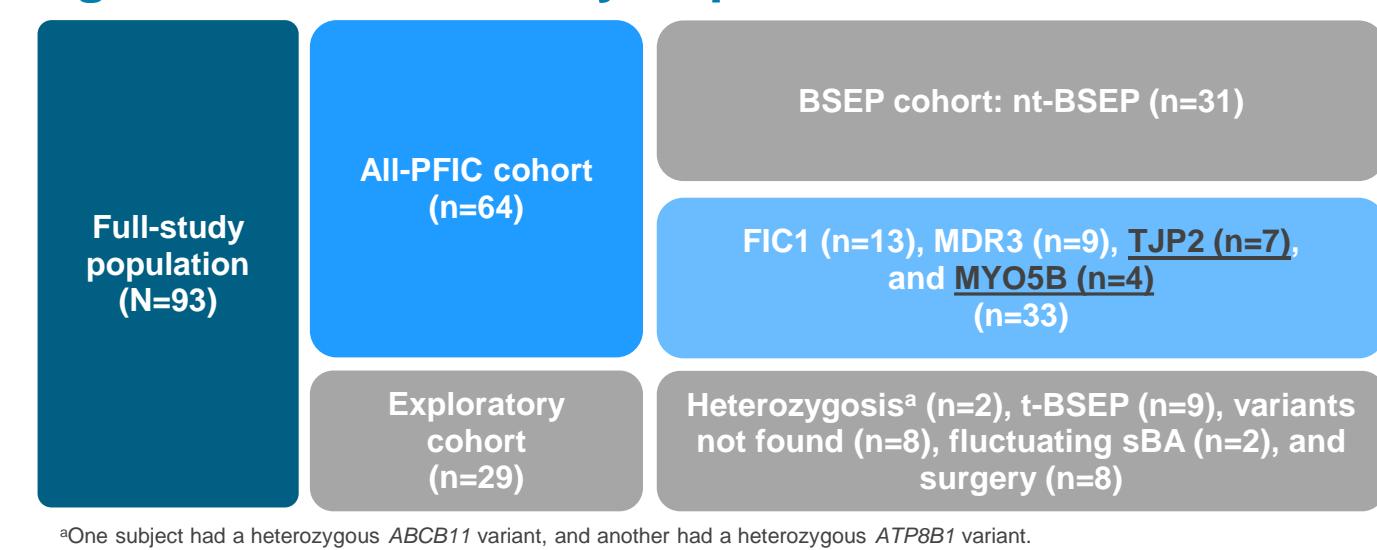 Full-study
population
(N=93)
All-PFIC cohort
(n=64)
BSEP cohort: nt-BSEP (n=31)
FIC1 (n=13), MDR3 (n=9), TJP2 (n=7),
and MYO5B (n=4)
(n=33)
Exploratory
cohort
(n=29)
Heterozygosisᵃ (n=2), t-BSEP (n=9), variants
not found (n=8), fluctuating sBA (n=2), and
surgery (n=8)
ᵃOne subject had a heterozygous ABCB11 variant, and another had a heterozygous ATP8B1 variant.